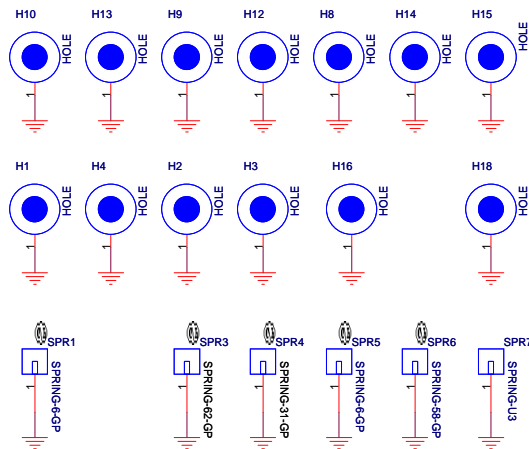 H10 H13 H9 H12 H8 H14 H15
HOLE HOLE HOLE HOLE HOLE HOLE HOLE
1 1 1 1 1 1 1
H1 H4 H2 H3 H16 H18
HOLE HOLE HOLE HOLE HOLE HOLE
1 1 1 1 1 1
SPR1 SPR3 SPR4 SPR5 SPR6 SPR7
SPRING-6-GP SPRING-62-GP SPRING-31-GP SPRING-6-GP SPRING-58-GP SPRING-U3
1 1 1 1 1 1